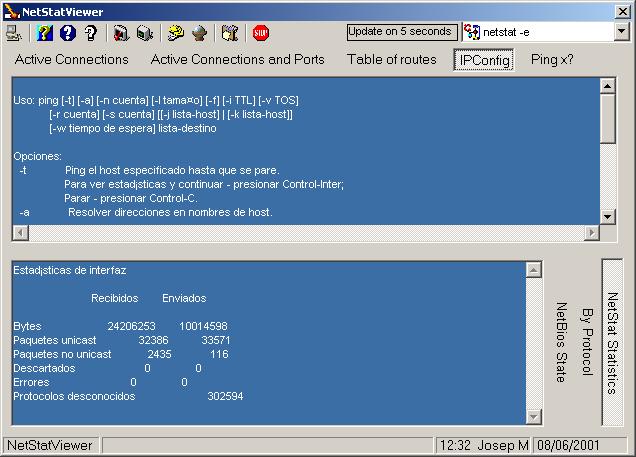 NetStatViewer
Update on 5 seconds
netstat -e
Active Connections Active Connections and Ports Table of routes IPConfig Ping x?
Uso: ping [-t] [-a] [-n cuenta] [-l tama¤o] [-f] [-i TTL] [-v TOS]
[-r cuenta] [-s cuenta] [[-j lista-host] | [-k lista-host]]
[-w tiempo de espera] lista-destino
Opciones:
-t Ping el host especificado hasta que se pare.
Para ver estad¡sticas y continuar - presionar Control-Inter;
Parar - presionar Control-C.
-a Resolver direcciones en nombres de host.
Estad¡sticas de interfaz
Recibidos Enviados
Bytes 24206253 10014598
Paquetes unicast 32386 33571
Paquetes no unicast 2435 116
Descartados 0 0
Errores 0 0
Protocolos desconocidos 302594
NetBios State
By Protocol
NetStat Statistics
NetStatViewer 12:32 Josep M 08/06/2001